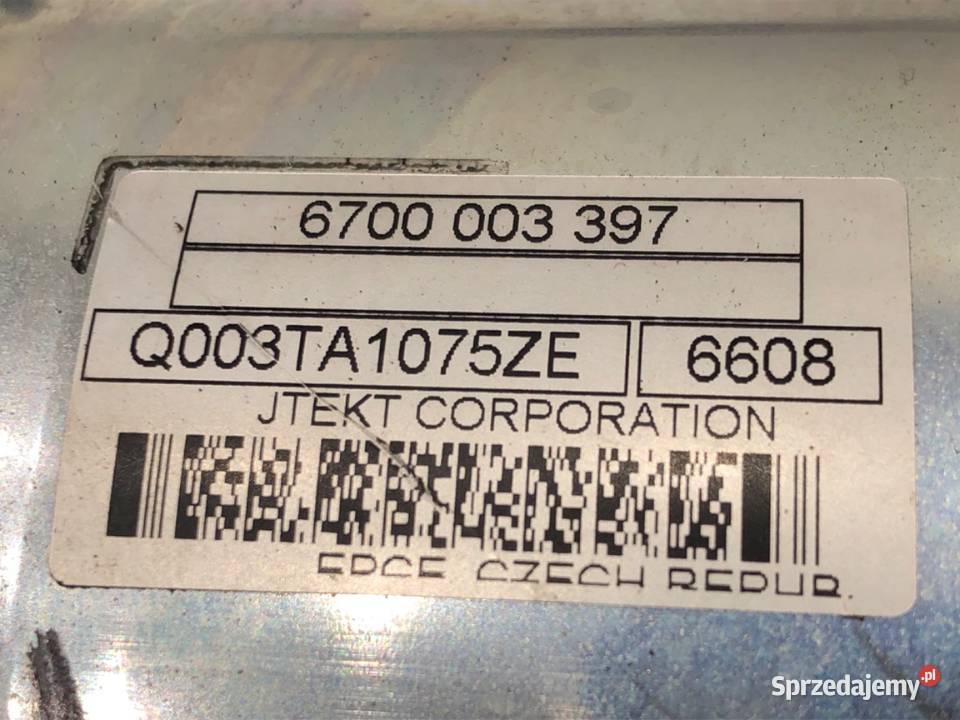 6700 003 397
Q003TA1075ZE 6608
JTEKT CORPORATION
EPCE CZECH REPUB.
Sprzedajemy.pl